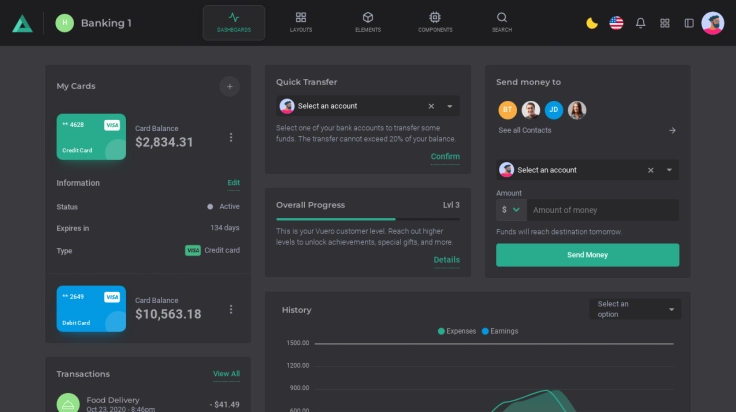 H
Banking 1
DASHBOARDS
LAYOUTS
ELEMENTS
COMPONENTS
SEARCH
My Cards
+
** 4628
VISA
Credit Card
Card Balance
$2,834.31
Information
Edit
Status
Active
Expires in
134 days
Type
VISA
Credit card
** 2649
VISA
Debit Card
Card Balance
$10,563.18
Transactions
View All
Food Delivery
Oct 23, 2020 - 8:46pm
- $41.49
Quick Transfer
Select an account
Select one of your bank accounts to transfer some
funds. The transfer cannot exceed 20% of your balance.
Confirm
Overall Progress
Lvl 3
This is your Vuero customer level. Reach out higher
levels to unlock achievements, special gifts, and more.
Details
Send money to
BT
JD
See all Contacts
Select an account
Amount
$
Amount of money
Funds will reach destination tomorrow.
Send Money
History
Select an
option
Expenses
Earnings
1500.00
1200.00
900.00
600.00